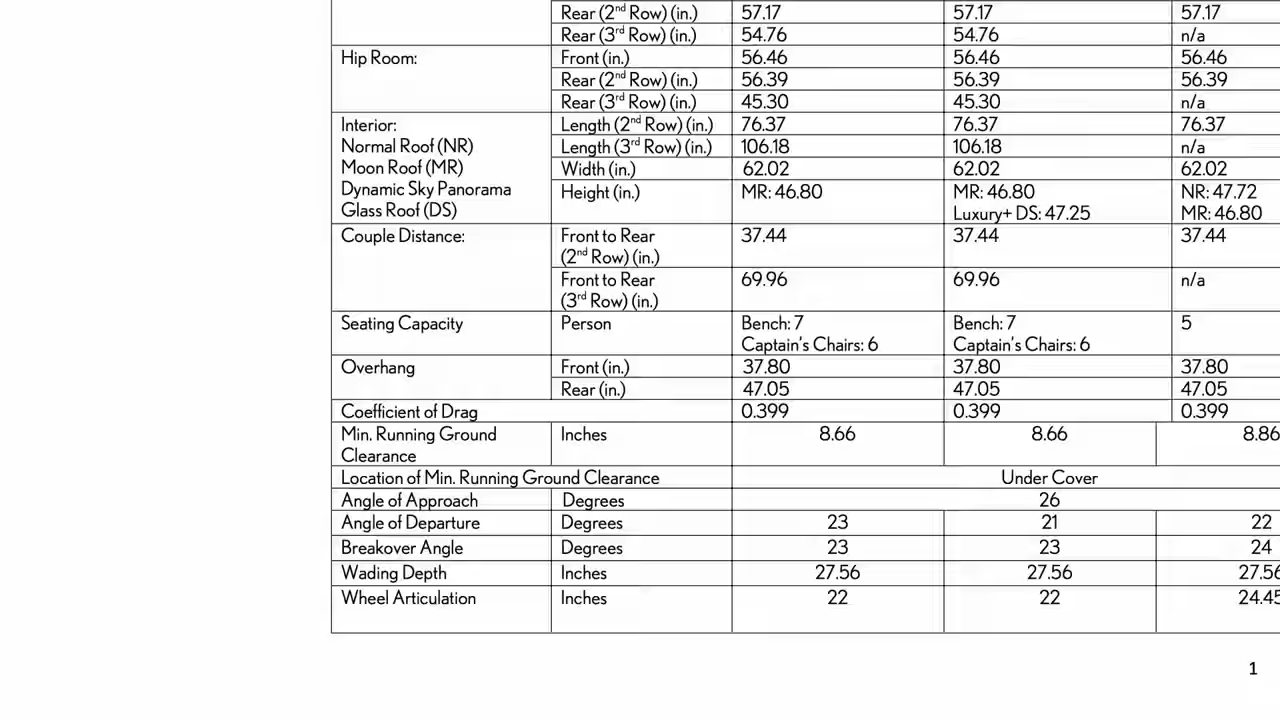 Rear (2nd Row) (in.) 57.17 57.17 57.17
Rear (3rd Row) (in.) 54.76 54.76 n/a
Hip Room: Front (in.) 56.46 56.46 56.46
Rear (2nd Row) (in.) 56.39 56.39 56.39
Rear (3rd Row) (in.) 45.30 45.30 n/a
Interior: Length (2nd Row) (in.) 76.37 76.37 76.37
Normal Roof (NR) Length (3rd Row) (in.) 106.18 106.18 n/a
Moon Roof (MR) Width (in.) 62.02 62.02 62.02
Dynamic Sky Panorama Height (in.) MR: 46.80 MR: 46.80 NR: 47.72
Glass Roof (DS) Luxury+ DS: 47.25 MR: 46.80
Couple Distance: Front to Rear 37.44 37.44 37.44
(2nd Row) (in.)
Front to Rear 69.96 69.96 n/a
(3rd Row) (in.)
Seating Capacity Person Bench: 7 Bench: 7 5
Captain's Chairs: 6 Captain's Chairs: 6
Overhang Front (in.) 37.80 37.80 37.80
Rear (in.) 47.05 47.05 47.05
Coefficient of Drag 0.399 0.399 0.399
Min. Running Ground Inches 8.66 8.66 8.86
Clearance
Location of Min. Running Ground Clearance Under Cover
Angle of Approach Degrees 26
Angle of Departure Degrees 23 21 22
Breakover Angle Degrees 23 23 24
Wading Depth Inches 27.56 27.56 27.56
Wheel Articulation Inches 22 22 24.45
1